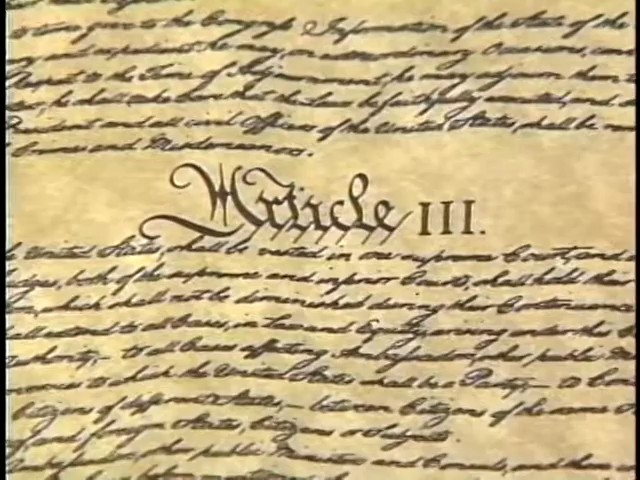 to time give to the Congress Information of the State of the
and expedient; he may, on extraordinary Occasions,
Respect to the Time of Adjournment, he may adjourn them to
he shall take Care that the Laws be faithfully executed, and
President and all civil Officers of the United States, shall be
Crimes and Misdemeanors.
Article III.
United States, shall be vested in one supreme Court, and
Judges, both of the supreme and inferior Courts, shall hold their
which shall not be diminished during their Continuance
shall extend to all Cases, in Law and Equity, arising under this
Authority;— to all Cases affecting Ambassadors, other public
to which the United States shall be a Party;— to
Citizens of different States,— between Citizens of the same
and foreign States, Citizens or Subjects.
Ambassadors, other public Ministers and Consuls, and those